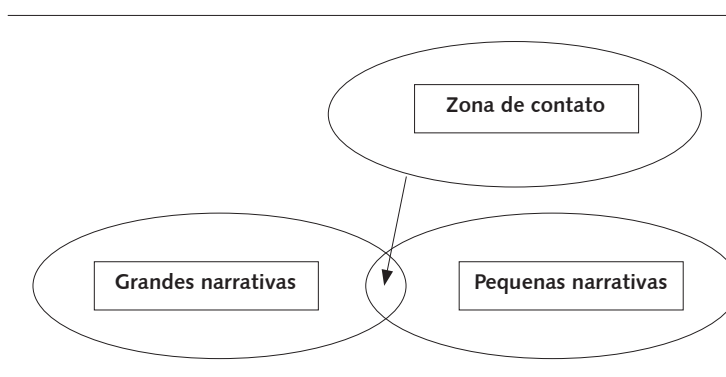 Zona de contato
Grandes narrativas
Pequenas narrativas